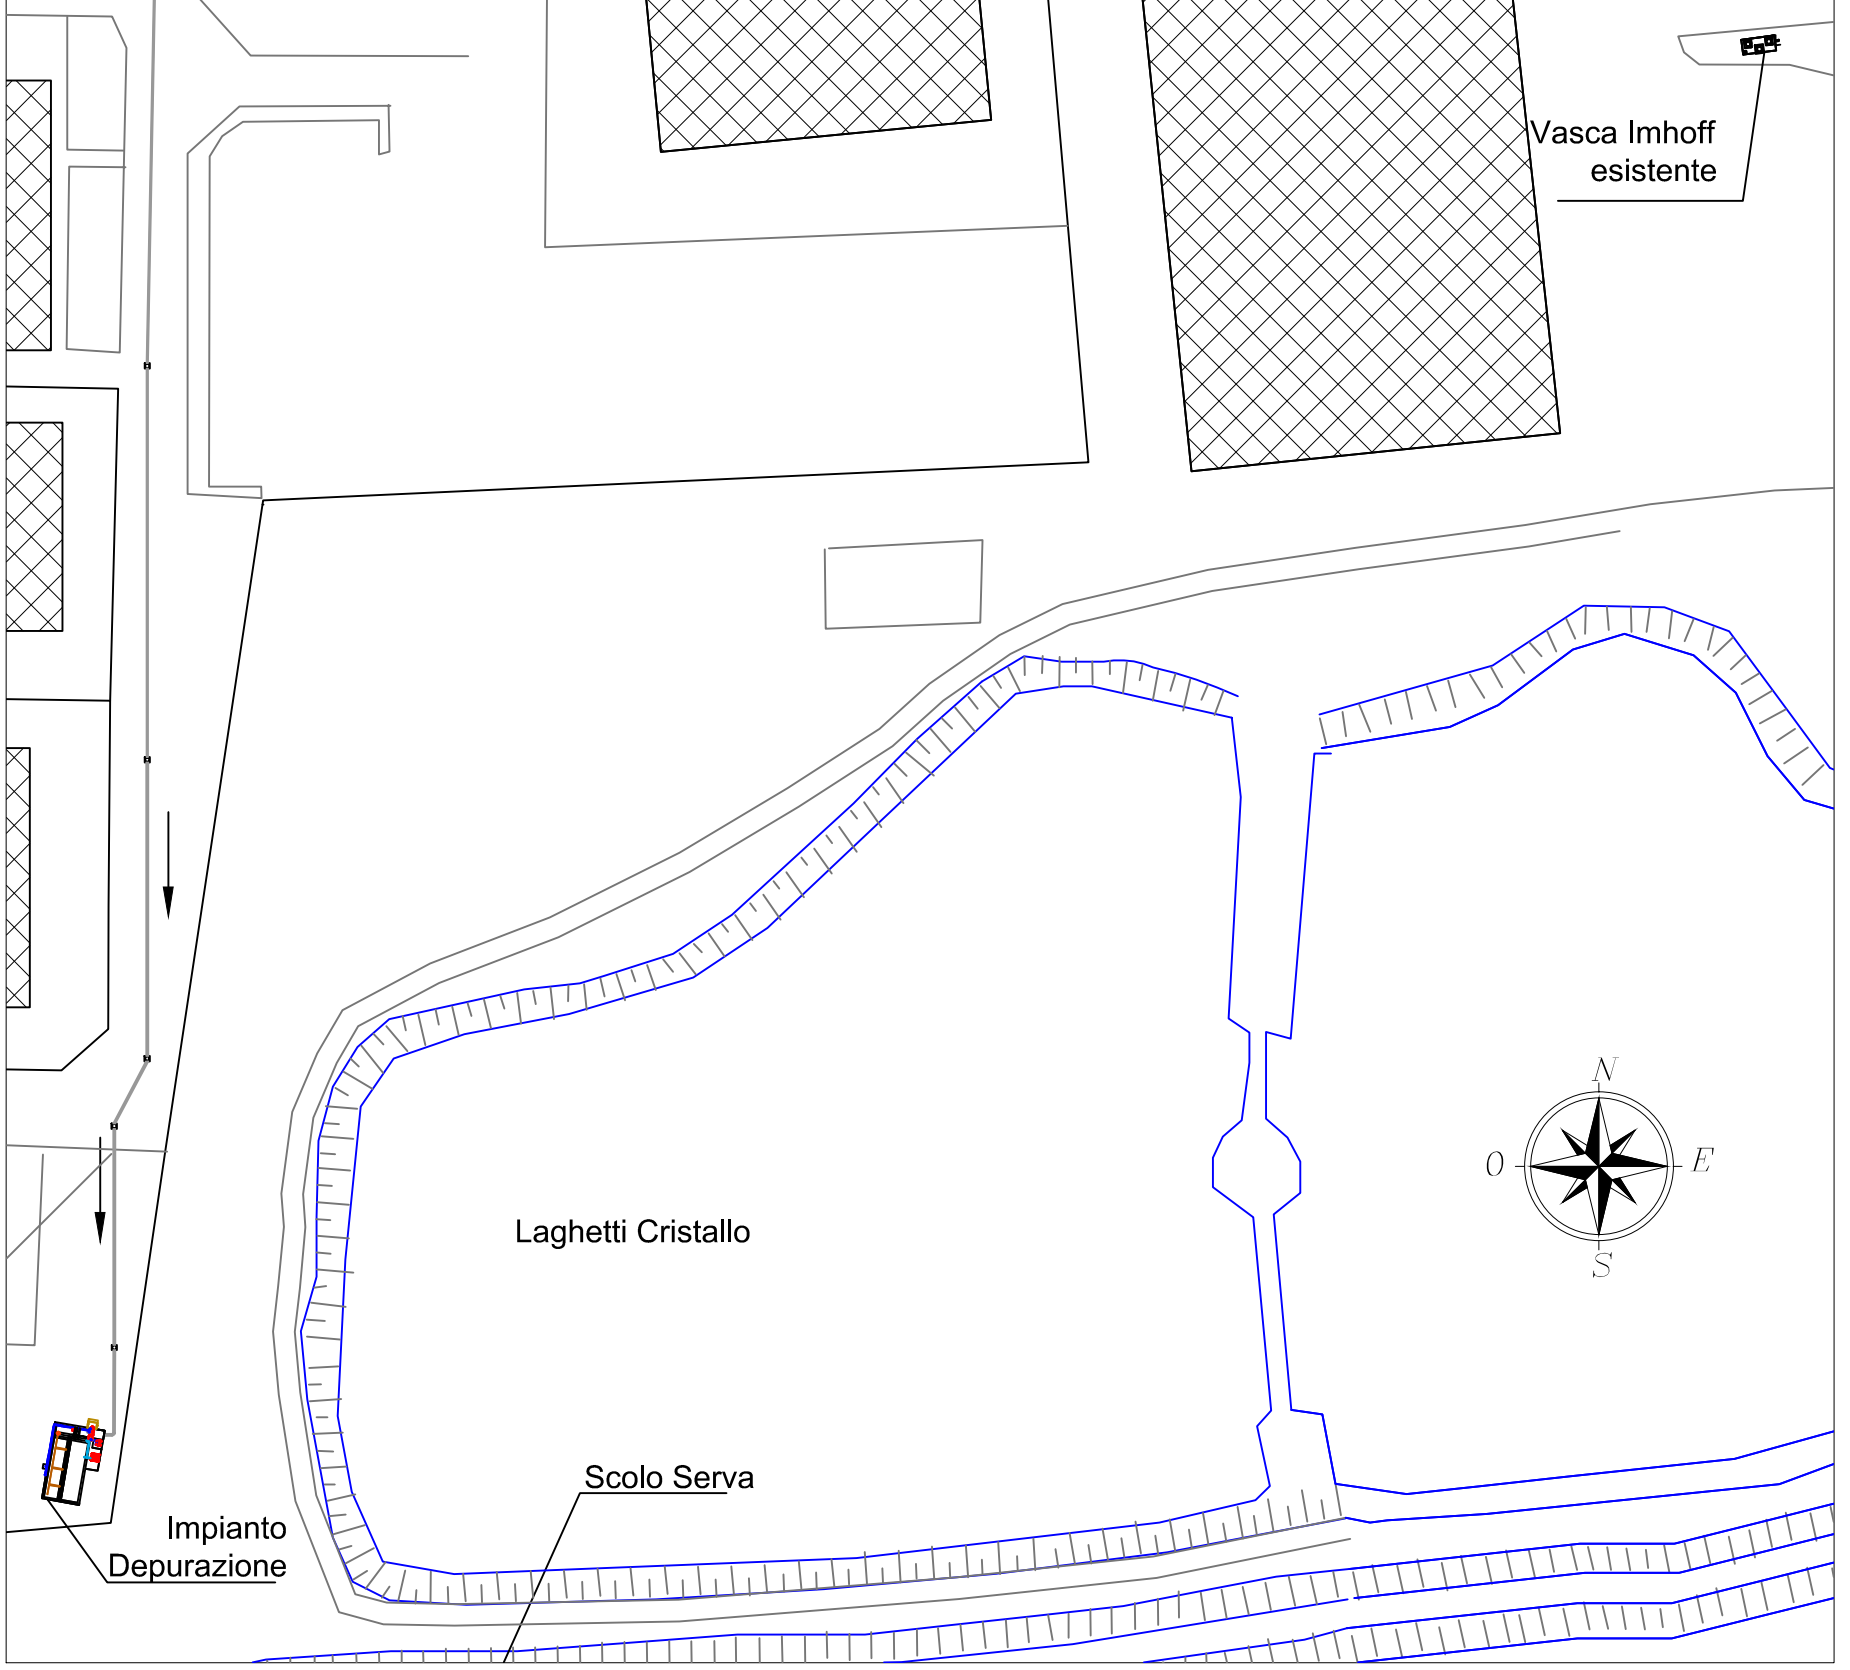 Vasca Imhoff
esistente
N
O
E
S
Laghetti Cristallo
Scolo Serva
Impianto
Depurazione